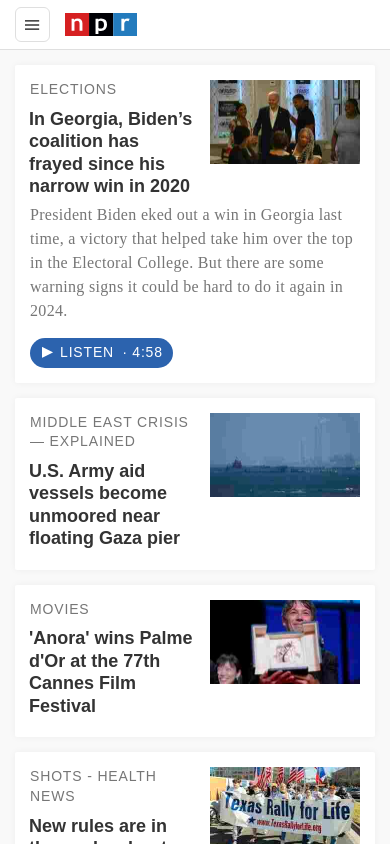 npr
ELECTIONS
In Georgia, Biden’s
coalition has
frayed since his
narrow win in 2020
President Biden eked out a win in Georgia last
time, a victory that helped take him over the top
in the Electoral College. But there are some
warning signs it could be hard to do it again in
2024.
LISTEN · 4:58
MIDDLE EAST CRISIS
— EXPLAINED
U.S. Army aid
vessels become
unmoored near
floating Gaza pier
MOVIES
'Anora' wins Palme
d'Or at the 77th
Cannes Film
Festival
SHOTS - HEALTH
NEWS
New rules are in
Texas Rally for Life
www.TexasRallyforLife.org